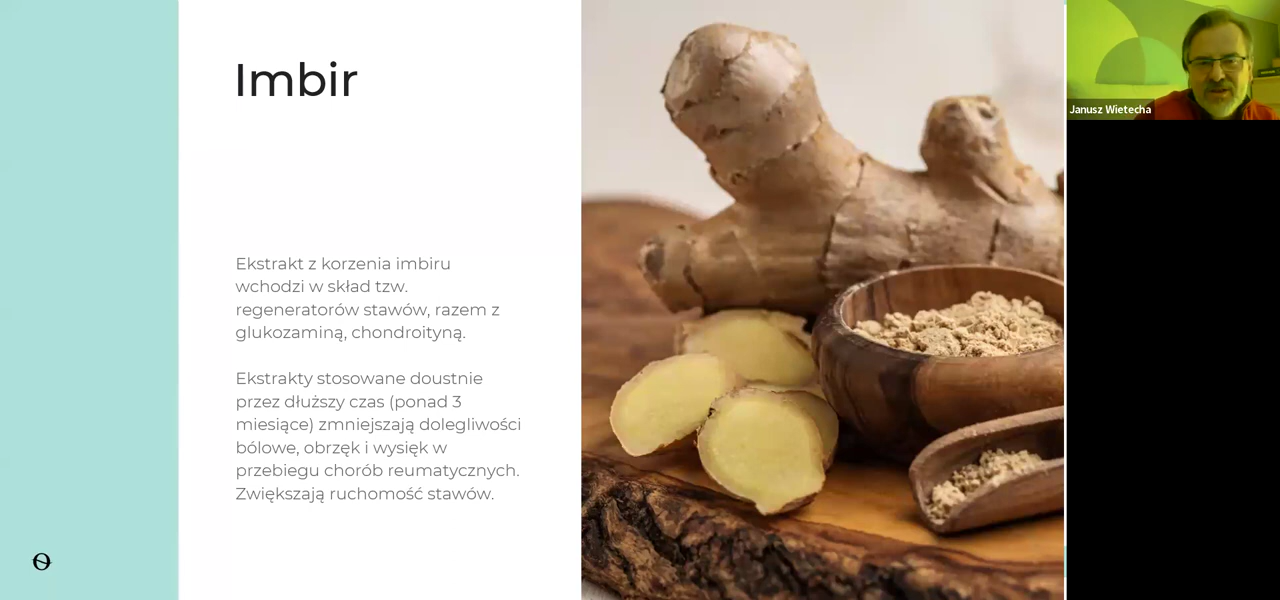 Imbir
Ekstrakt z korzenia imbiru
wchodzi w skład tzw.
regeneratorów stawów, razem z
glukozaminą, chondroityną.
Ekstrakty stosowane doustnie
przez dłuższy czas (ponad 3
miesiące) zmniejszają dolegliwości
bólowe, obrzęk i wysięk w
przebiegu chorób reumatycznych.
Zwiększają ruchomość stawów.
Janusz Wietecha